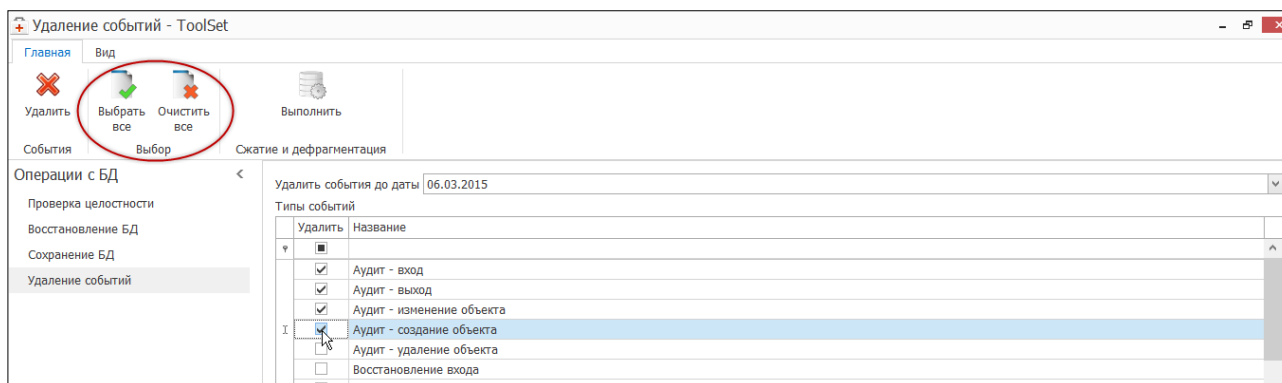 Удаление событий - ToolSet
Главная Вид
Удалить Выбрать все Очистить все Выполнить
События Выбор Сжатие и дефрагментация
Операции с БД
Проверка целостности
Восстановление БД
Сохранение БД
Удаление событий
Удалить события до даты 06.03.2015
Типы событий
Удалить Название
Аудит - вход
Аудит - выход
Аудит - изменение объекта
Аудит - создание объекта
Аудит - удаление объекта
Восстановление входа